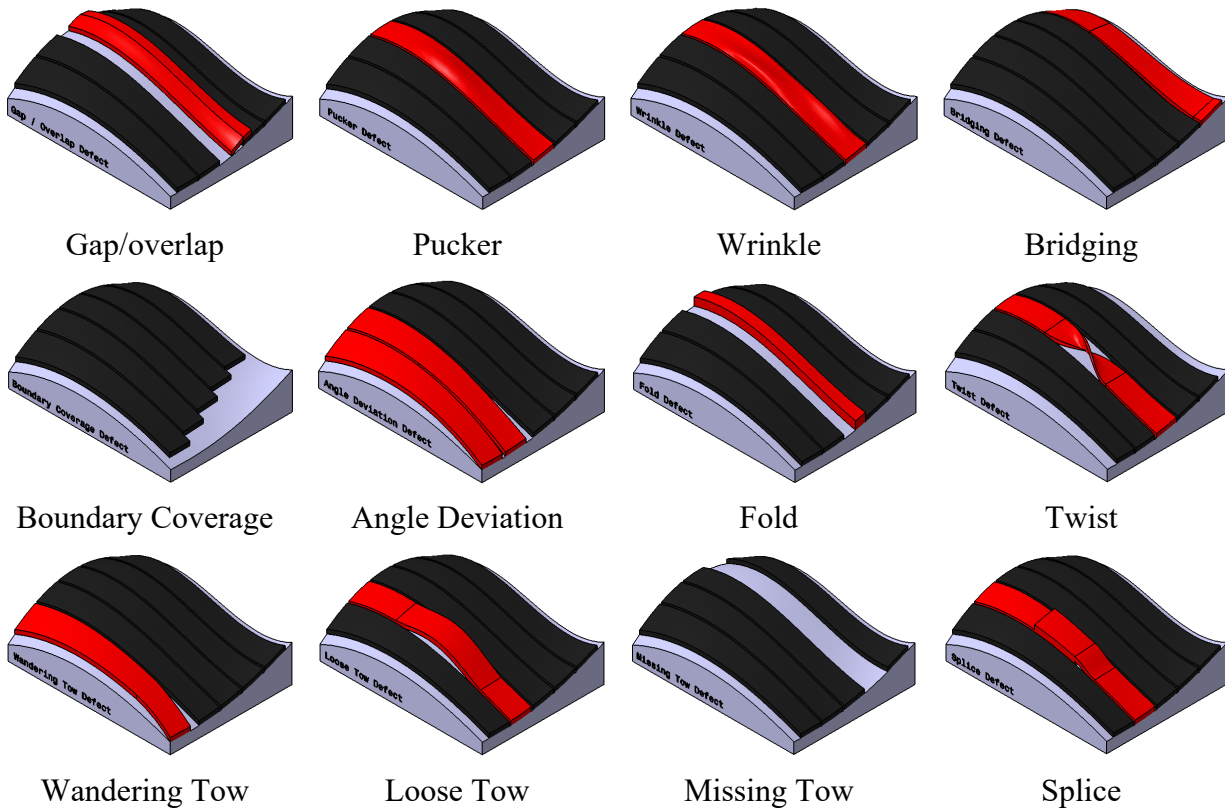 Gap / Overlap Defect
Pucker Defect
Wrinkle Defect
Bridging Defect
Gap/overlap
Pucker
Wrinkle
Bridging
Boundary Coverage Defect
Angle Deviation Defect
Fold Defect
Twist Defect
Boundary Coverage
Angle Deviation
Fold
Twist
Wandering Tow Defect
Loose Tow Defect
Missing Tow Defect
Splice Defect
Wandering Tow
Loose Tow
Missing Tow
Splice